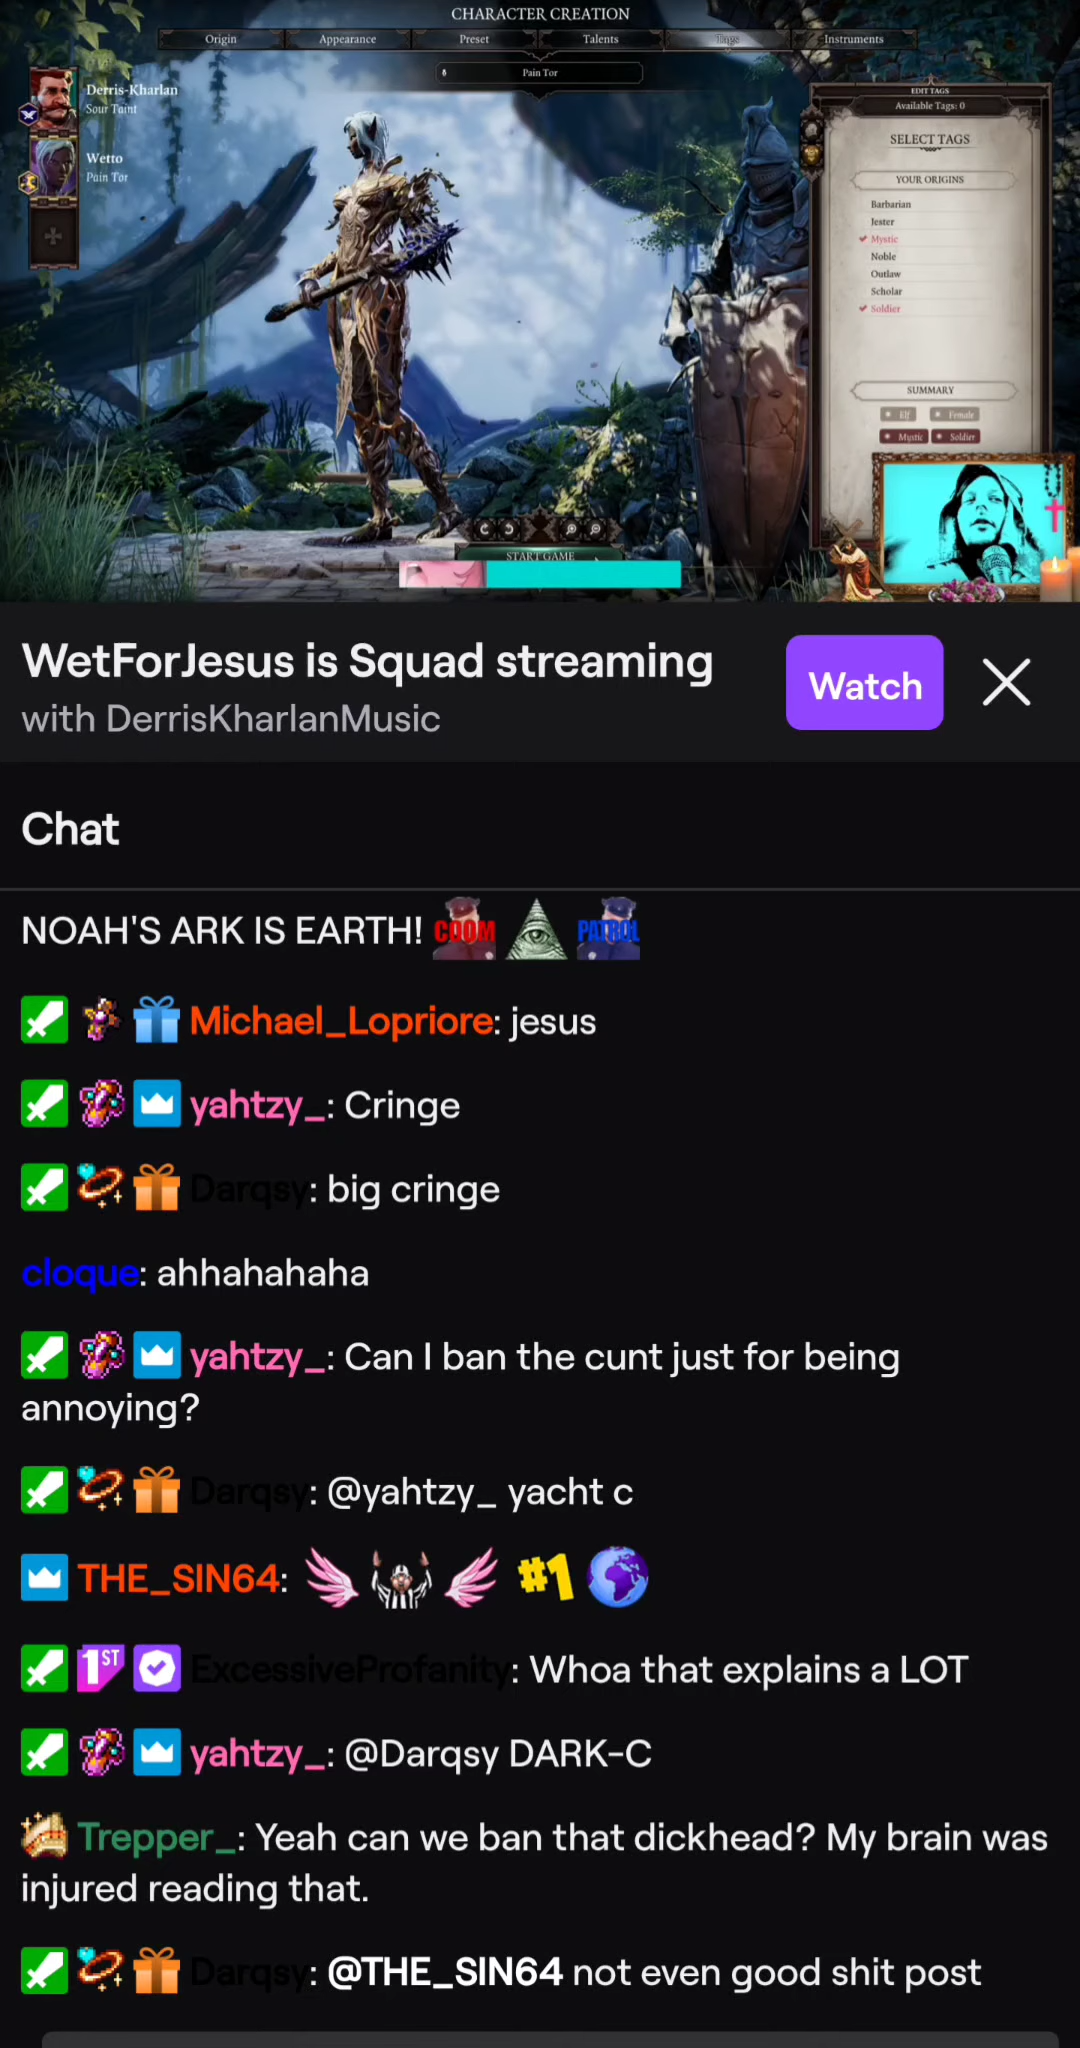 CHARACTER CREATION
Origin
Appearance
Preset
Talents
Tags
Instruments
Pain Tor
Derris-Kharlan
Sour Taint
Wetto
Pain Tor
EDIT TAGS
Available Tags: 0
SELECT TAGS
YOUR ORIGINS
Barbarian
Jester
Mystic
Noble
Outlaw
Scholar
Soldier
SUMMARY
Elf
Female
Mystic
Soldier
START GAME
WetForJesus is Squad streaming
with DerrisKharlanMusic
Watch
Chat
NOAH'S ARK IS EARTH! COOM PATROL
1ST
Michael_Lopriore: jesus
yahtzy_: Cringe
Darqsy: big cringe
cloque: ahhahahaha
yahtzy_: Can I ban the cunt just for being
annoying?
Darqsy: @yahtzy_ yacht c
THE_SIN64: #1
ExcessiveProfanity: Whoa that explains a LOT
yahtzy_: @Darqsy DARK-C
Trepper_: Yeah can we ban that dickhead? My brain was
injured reading that.
Darqsy: @THE_SIN64 not even good shit post